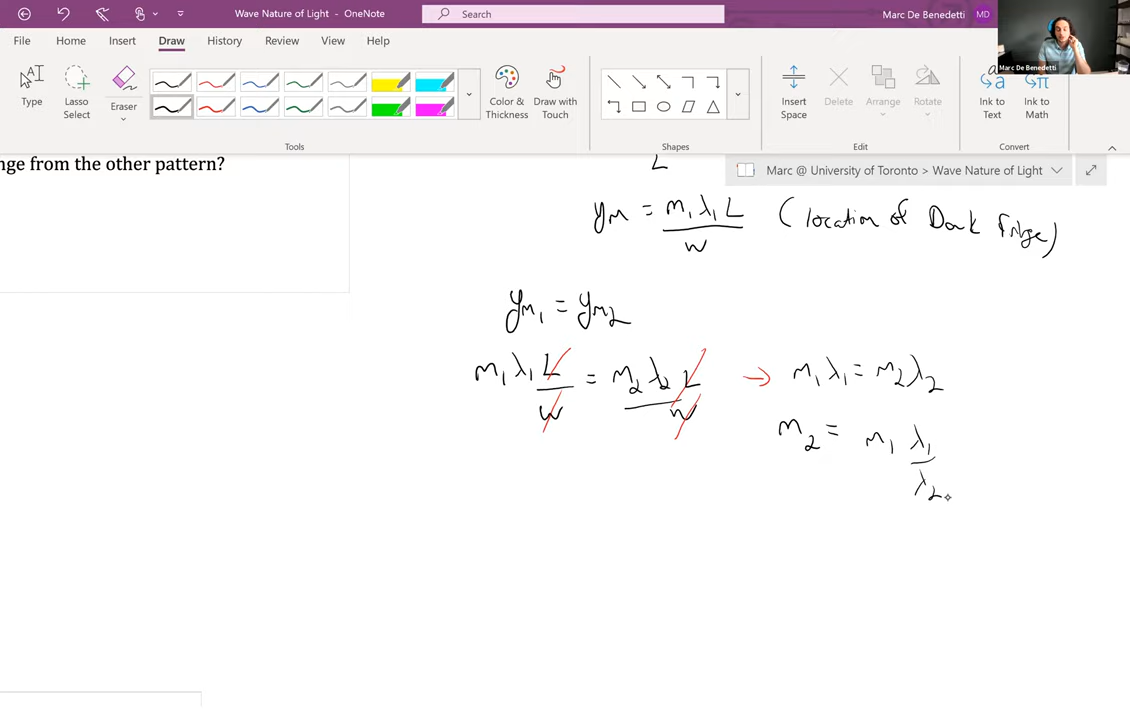 Wave Nature of Light - OneNote
Search
Marc De Benedetti
MD
File
Home
Insert
Draw
History
Review
View
Help
Marc De Benedetti
Type
Lasso Select
Eraser
Color & Thickness
Draw with Touch
Insert Space
Delete
Arrange
Rotate
Ink to Text
Ink to Math
Tools
Shapes
Edit
Convert
nge from the other pattern?
Marc @ University of Toronto > Wave Nature of Light
L
ym = m₁λ₁L / w (location of Dark Fringe)
ym₁ = ym₂
m₁λ₁L / w = m₂λ₂L / w → m₁λ₁ = m₂λ₂
m₂ = m₁ λ₁ / λ₂